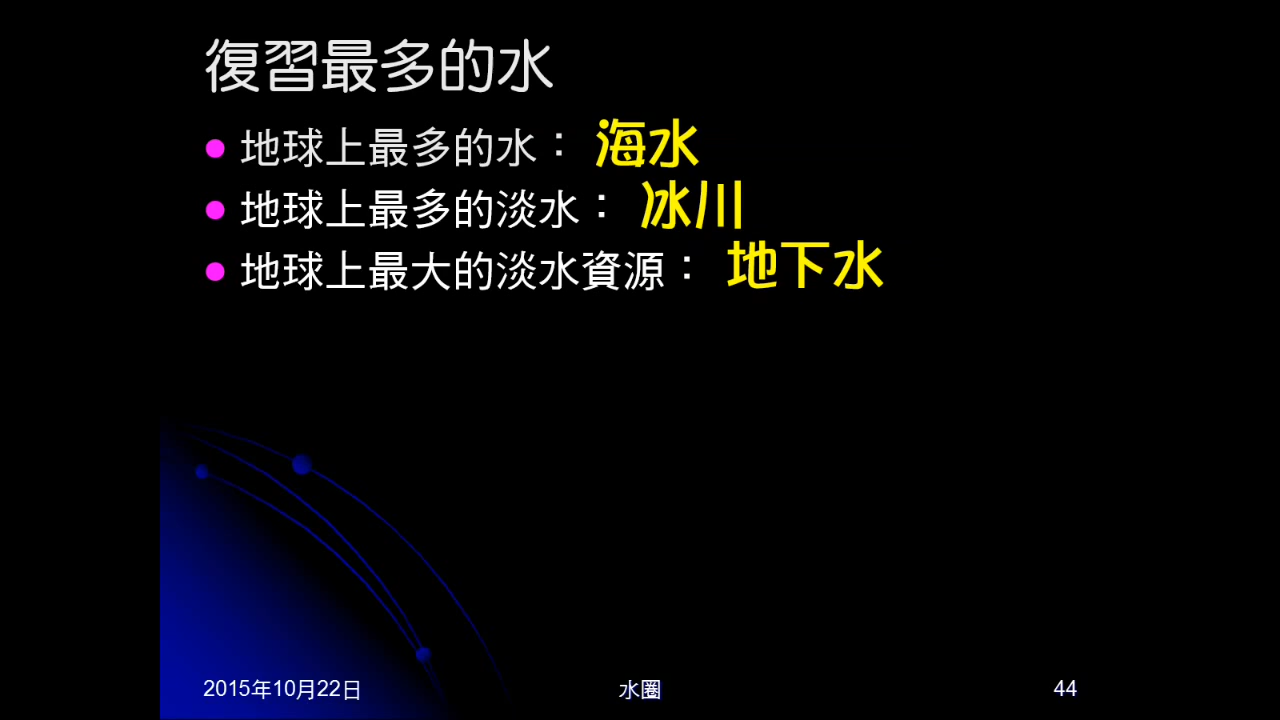 復習最多的水
地球上最多的水： 海水
地球上最多的淡水： 冰川
地球上最大的淡水資源： 地下水
2015年10月22日 水圈 44